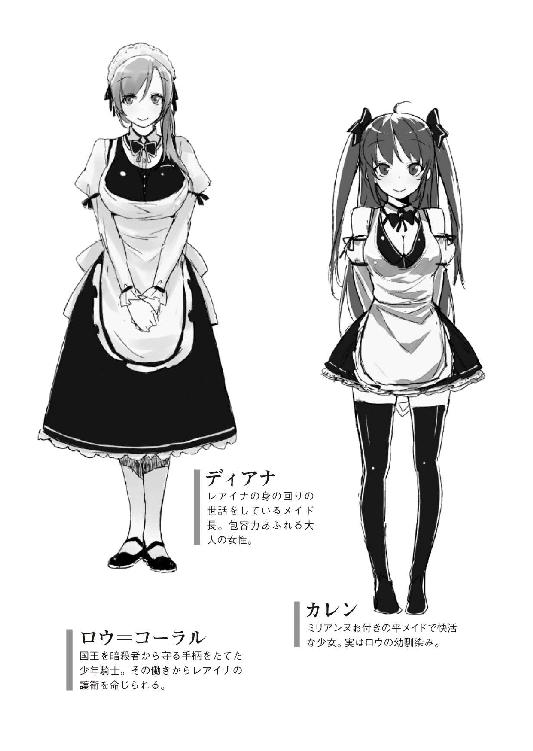 ディアナ
レアイナの身の回りの
世話をしているメイド
長。包容力あふれる大
人の女性。
カレン
ミリアンヌお付きの平メイドで快活
な少女。実はロウの幼馴染み。
ロウ=コーラル
国王を暗殺者から守る手柄をたてた
少年騎士。その働きからレアイナの
護衛を命じられる。